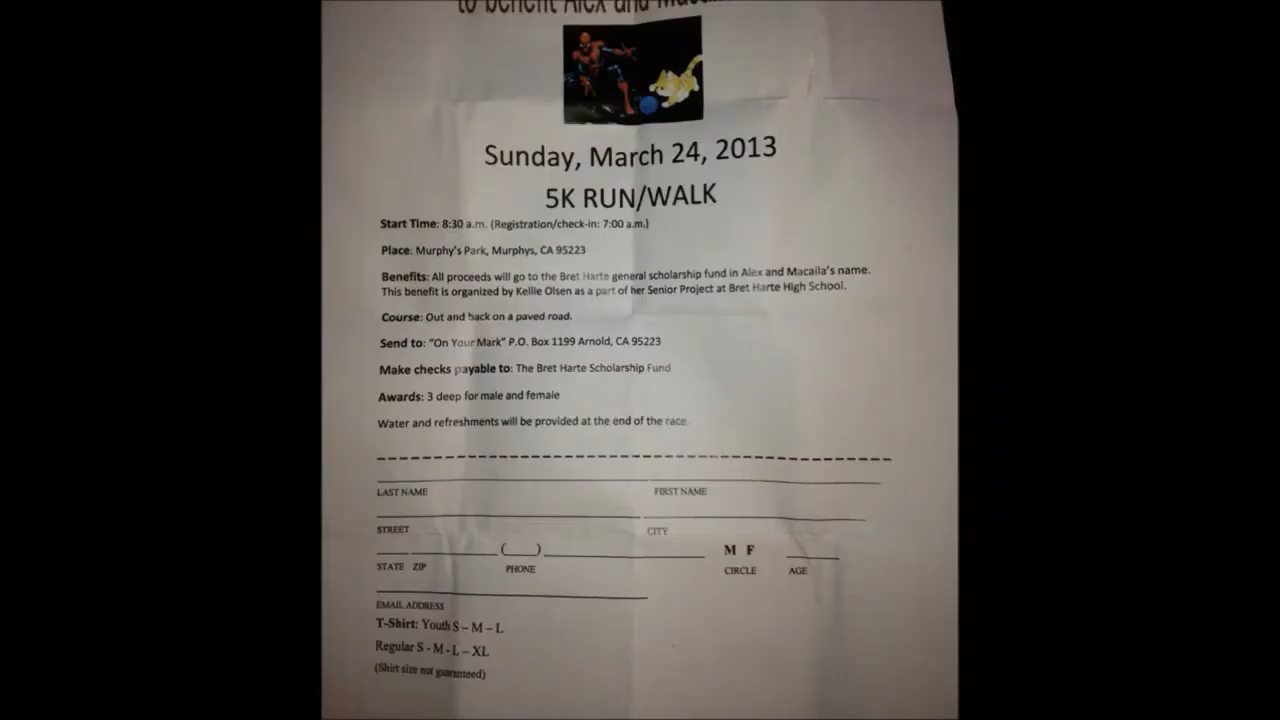 to benefit Alex and
Sunday, March 24, 2013
5K RUN/WALK
Start Time: 8:30 a.m. (Registration/check-in: 7:00 a.m.)
Place: Murphy's Park, Murphys, CA 95223
Benefits: All proceeds will go to the Bret Harte general scholarship fund in Alex and Macaila's name.
This benefit is organized by Kellie Olsen as a part of her Senior Project at Bret Harte High School.
Course: Out and back on a paved road.
Send to: "On Your Mark" P.O. Box 1199 Arnold, CA 95223
Make checks payable to: The Bret Harte Scholarship Fund
Awards: 3 deep for male and female
Water and refreshments will be provided at the end of the race.
LAST NAME FIRST NAME
STREET CITY
(___) M F
STATE ZIP PHONE CIRCLE AGE
EMAIL ADDRESS
T-Shirt: Youth S – M – L
Regular S - M - L – XL
(Shirt size not guaranteed)